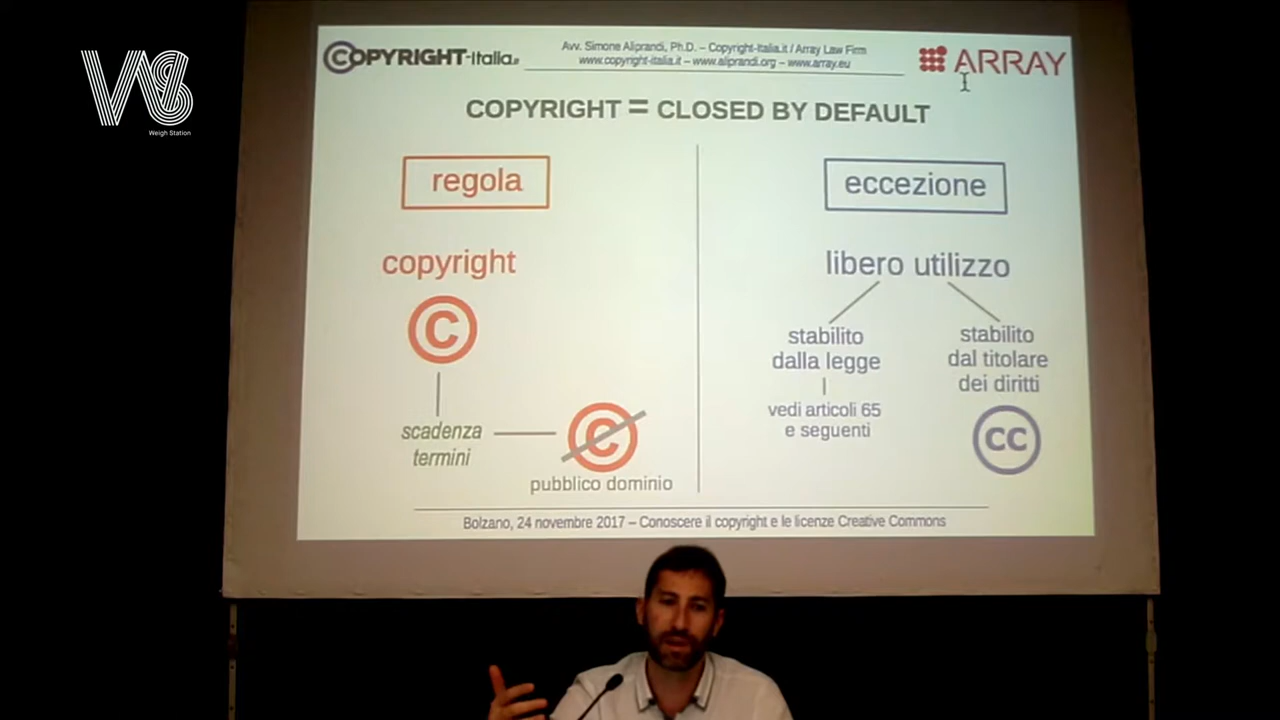 WS
Weigh Station
COPYRIGHT-Italia.it
Avv. Simone Aliprandi, Ph.D. – Copyright-Italia.it / Array Law Firm
www.copyright-italia.it – www.aliprandi.org – www.array.eu
ARRAY
COPYRIGHT = CLOSED BY DEFAULT
regola
copyright
©
scadenza
termini
©
pubblico dominio
eccezione
libero utilizzo
stabilito
dalla legge
vedi articoli 65
e seguenti
stabilito
dal titolare
dei diritti
CC
Bolzano, 24 novembre 2017 – Conoscere il copyright e le licenze Creative Commons